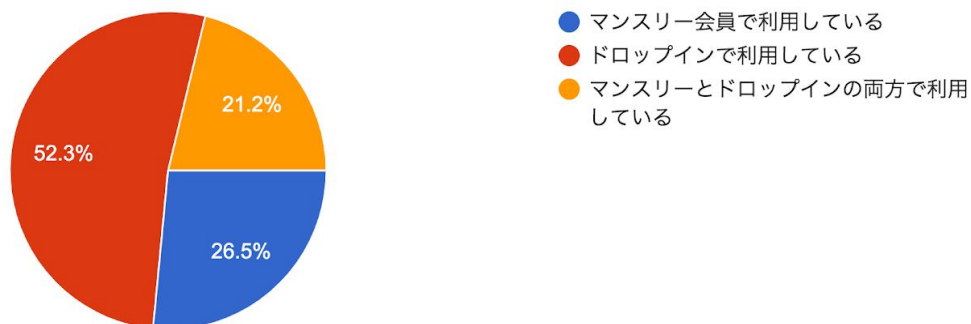 マンスリー会員で利用している
ドロップインで利用している
マンスリーとドロップインの両方で利用
している
21.2%
52.3%
26.5%